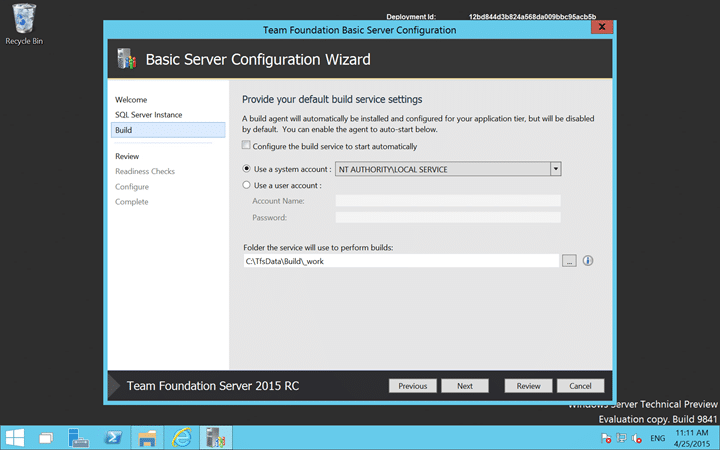 Deployment Id: 12bd844d3b824a568da009bbc95acb5b
Recycle Bin
Team Foundation Basic Server Configuration
Basic Server Configuration Wizard
Welcome
SQL Server Instance
Build
Review
Readiness Checks
Configure
Complete
Provide your default build service settings
A build agent will automatically be installed and configured for your application tier, but will be disabled
by default. You can enable the agent to auto-start below.
Configure the build service to start automatically
Use a system account : NT AUTHORITY\LOCAL SERVICE
Use a user account :
Account Name:
Password:
Folder the service will use to perform builds:
C:\TfsData\Build\_work
...
Team Foundation Server 2015 RC
Previous Next Review Cancel
Windows Server Technical Preview
Evaluation copy. Build 9841
ENG
11:11 AM
4/25/2015